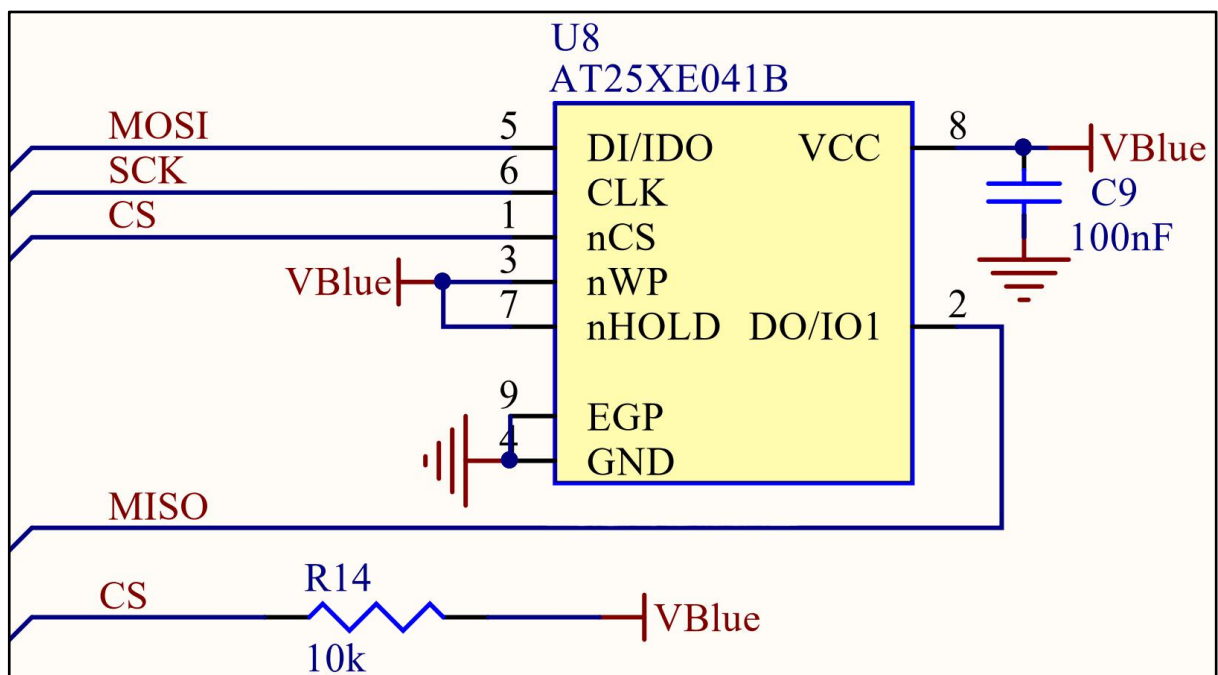 U8
AT25XE041B
MOSI 5 DI/IDO VCC 8 VBlue
SCK 6 CLK C9
CS 1 nCS 100nF
VBlue 3 nWP
7 nHOLD DO/IO1 2
9 EGP
4 GND
MISO
CS R14 VBlue
10k